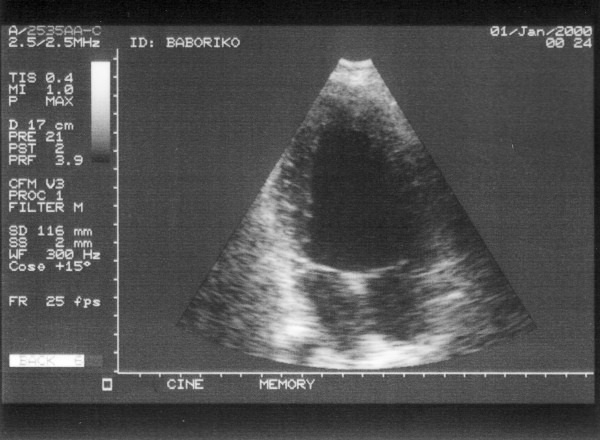 A/2535AA-C
2.5/2.5MHz
ID: BABORIKO
01/Jan/2000
00 24
TIS 0.4
MI 1.0
P MAX
D 17 cm
PRE 21
PST 2
PRF 3.9
CFM V3
PROC 1
FILTER M
SD 116 mm
SS 2 mm
WF 300 Hz
Cosθ +15°
FR 25 fps
BACK 6
CINE MEMORY